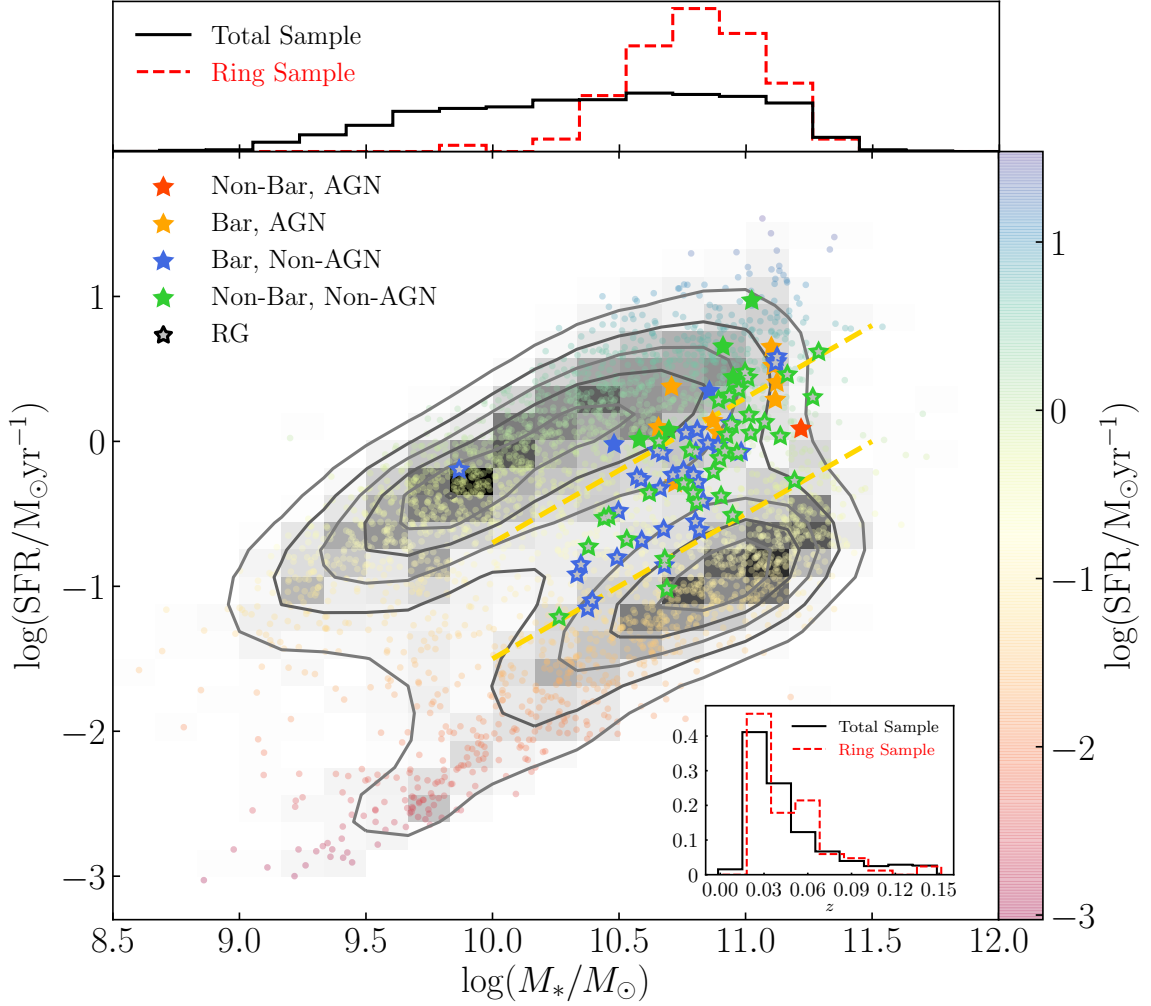 Total Sample
Ring Sample
Non-Bar, AGN
Bar, AGN
Bar, Non-AGN
Non-Bar, Non-AGN
RG
1
0
−1
−2
−3
log(SFR/M⊙yr⁻¹)
1
0
−1
−2
−3
log(SFR/M⊙yr⁻¹)
Total Sample
Ring Sample
0.4
0.3
0.2
0.1
0
0.00 0.03 0.06 0.09 0.12 0.15
z
8.5 9.0 9.5 10.0 10.5 11.0 11.5 12.0
log(M*/M⊙)